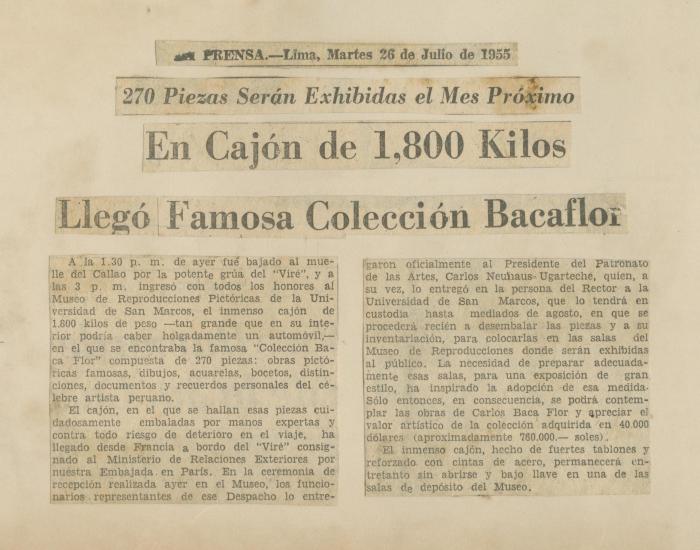 PRENSA.—Lima, Martes 26 de Julio de 1955
270 Piezas Serán Exhibidas el Mes Próximo
En Cajón de 1,800 Kilos
Llegó Famosa Colección Bacaflor
A la 1.30 p. m. de ayer fué bajado al mue-
lle del Callao por la potente grúa del "Viré", y a
las 3 p. m. ingresó con todos los honores al
Museo de Reproducciones Pictóricas de la Uni-
versidad de San Marcos, el inmenso cajón de
1.800 kilos de peso —tan grande que en su inte-
rior podría caber holgadamente un automóvil,—
en el que se encontraba la famosa "Colección Ba-
ca Flor" compuesta de 270 piezas: obras pictó-
ricas famosas, dibujos, acuarelas, bocetos, distin-
ciones, documentos y recuerdos personales del cé-
lebre artista peruano.
El cajón, en el que se hallan esas piezas cui-
dadosamente embaladas por manos expertas y
contra todo riesgo de deterioro en el viaje, ha
llegado desde Francia a bordo del "Viré" consig-
nado al Ministerio de Relaciones Exteriores por
nuestra Embajada en París. En la ceremonia de
recepción realizada ayer en el Museo, los funcio-
narios representantes de ese Despacho lo entre-
garon oficialmente al Presidente del Patronato
de las Artes, Carlos Neuhaus Ugarteche, quien, a
su vez, lo entregó en la persona del Rector a la
Universidad de San Marcos, que lo tendrá en
custodia hasta mediados de agosto, en que se
procederá recién a desembalar las piezas y a su
inventariación, para colocarlas en las salas del
Museo de Reproducciones donde serán exhibidas
al público. La necesidad de preparar adecuada-
mente esas salas, para una exposición de gran
estilo, ha inspirado la adopción de esa medida.
Sólo entonces, en consecuencia, se podrá contem-
plar las obras de Carlos Baca Flor y apreciar el
valor artístico de la colección adquirida en 40.000
dólares (aproximadamente 760.000.— soles).
El inmenso cajón, hecho de fuertes tablones y
reforzado con cintas de acero, permanecerá en-
tretanto sin abrirse y bajo llave en una de las
salas de depósito del Museo.